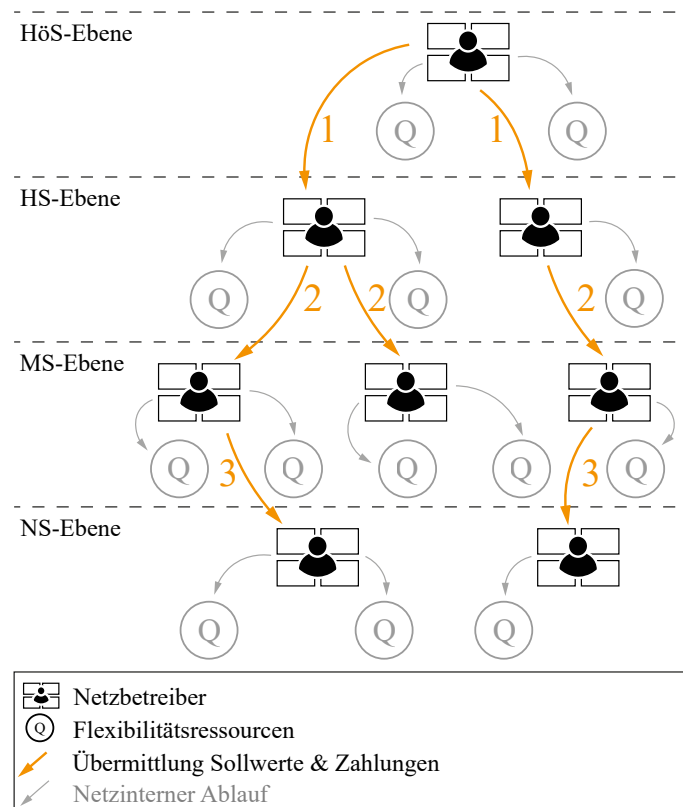 HöS-Ebene
1
1
Q
Q
HS-Ebene
Q
Q
Q
2
2
2
MS-Ebene
Q
Q
Q
Q
Q
3
3
NS-Ebene
Q
Q
Q
Netzbetreiber
Q
Flexibilitätsressourcen
Übermittlung Sollwerte & Zahlungen
Netzinterner Ablauf